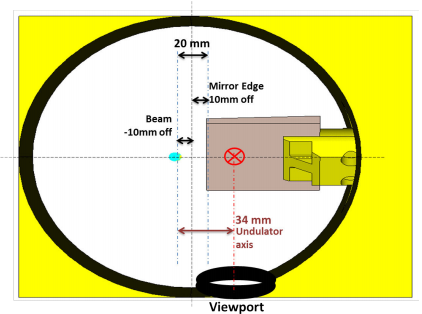 20 mm
Mirror Edge
10mm off
Beam
-10mm off
34 mm
Undulator
axis
Viewport